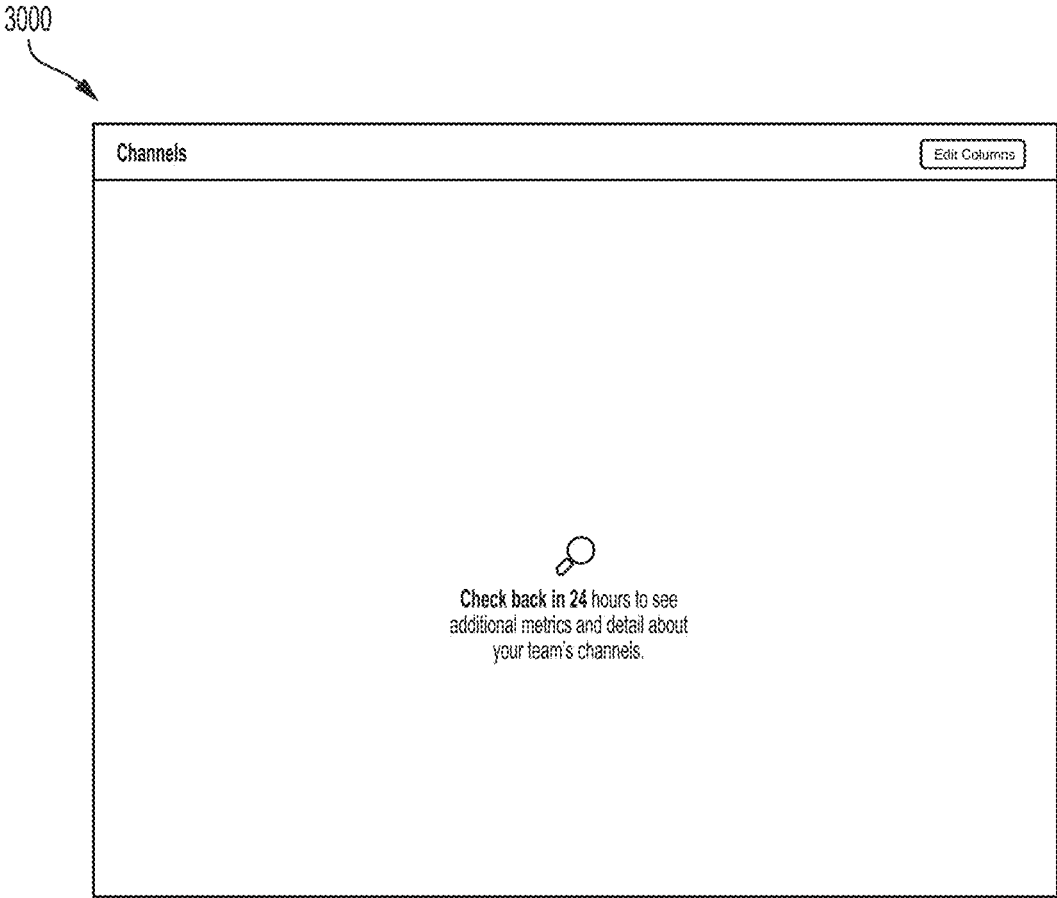 3000
Channels
Edit Columns
Check back in 24 hours to see
additional metrics and detail about
your team's channels.